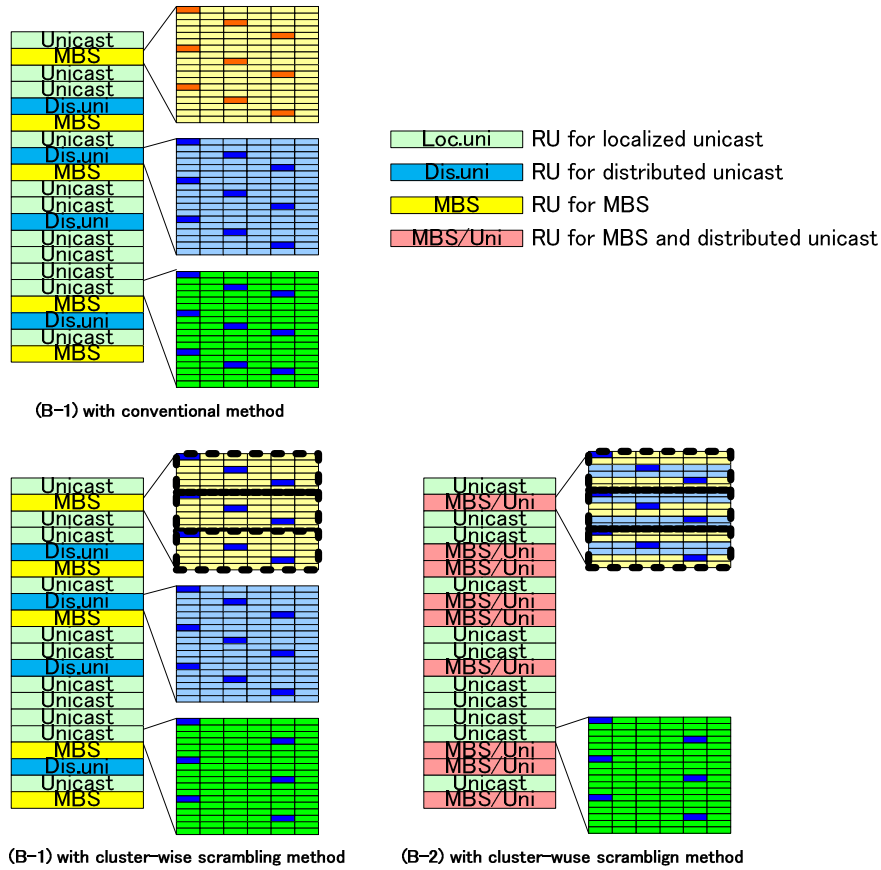 Unicast
MBS
Unicast
Unicast
Dis.uni
MBS
Unicast
Dis.uni
MBS
Unicast
Unicast
Dis.uni
Unicast
Unicast
Unicast
Unicast
MBS
Dis.uni
Unicast
MBS
(B-1) with conventional method
Loc.uni RU for localized unicast
Dis.uni RU for distributed unicast
MBS RU for MBS
MBS/Uni RU for MBS and distributed unicast
Unicast
MBS
Unicast
Unicast
Dis.uni
MBS
Unicast
Dis.uni
MBS
Unicast
Unicast
Dis.uni
Unicast
Unicast
Unicast
Unicast
MBS
Dis.uni
Unicast
MBS
(B-1) with cluster-wise scrambling method
Unicast
MBS/Uni
Unicast
Unicast
MBS/Uni
MBS/Uni
Unicast
MBS/Uni
MBS/Uni
Unicast
Unicast
MBS/Uni
Unicast
Unicast
Unicast
Unicast
MBS/Uni
MBS/Uni
Unicast
MBS/Uni
(B-2) with cluster-wuse scramblign method